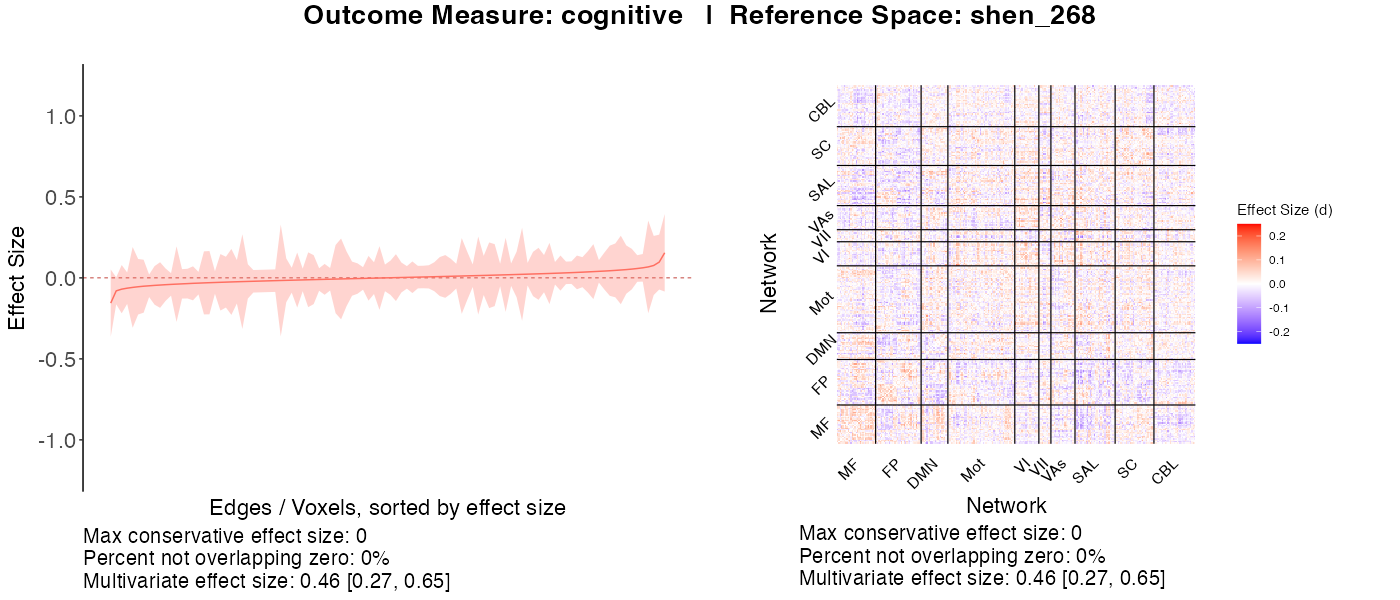 Outcome Measure: cognitive | Reference Space: shen_268
Effect Size
1.0
0.5
0.0
-0.5
-1.0
Edges / Voxels, sorted by effect size
Max conservative effect size: 0
Percent not overlapping zero: 0%
Multivariate effect size: 0.46 [0.27, 0.65]
Network
CBL
SC
SAL
VAs
VII
VI
Mot
DMN
FP
MF
MF
FP
DMN
Mot
VI
VII
VAs
SAL
SC
CBL
Network
Max conservative effect size: 0
Percent not overlapping zero: 0%
Multivariate effect size: 0.46 [0.27, 0.65]
Effect Size (d)
0.2
0.1
0.0
-0.1
-0.2